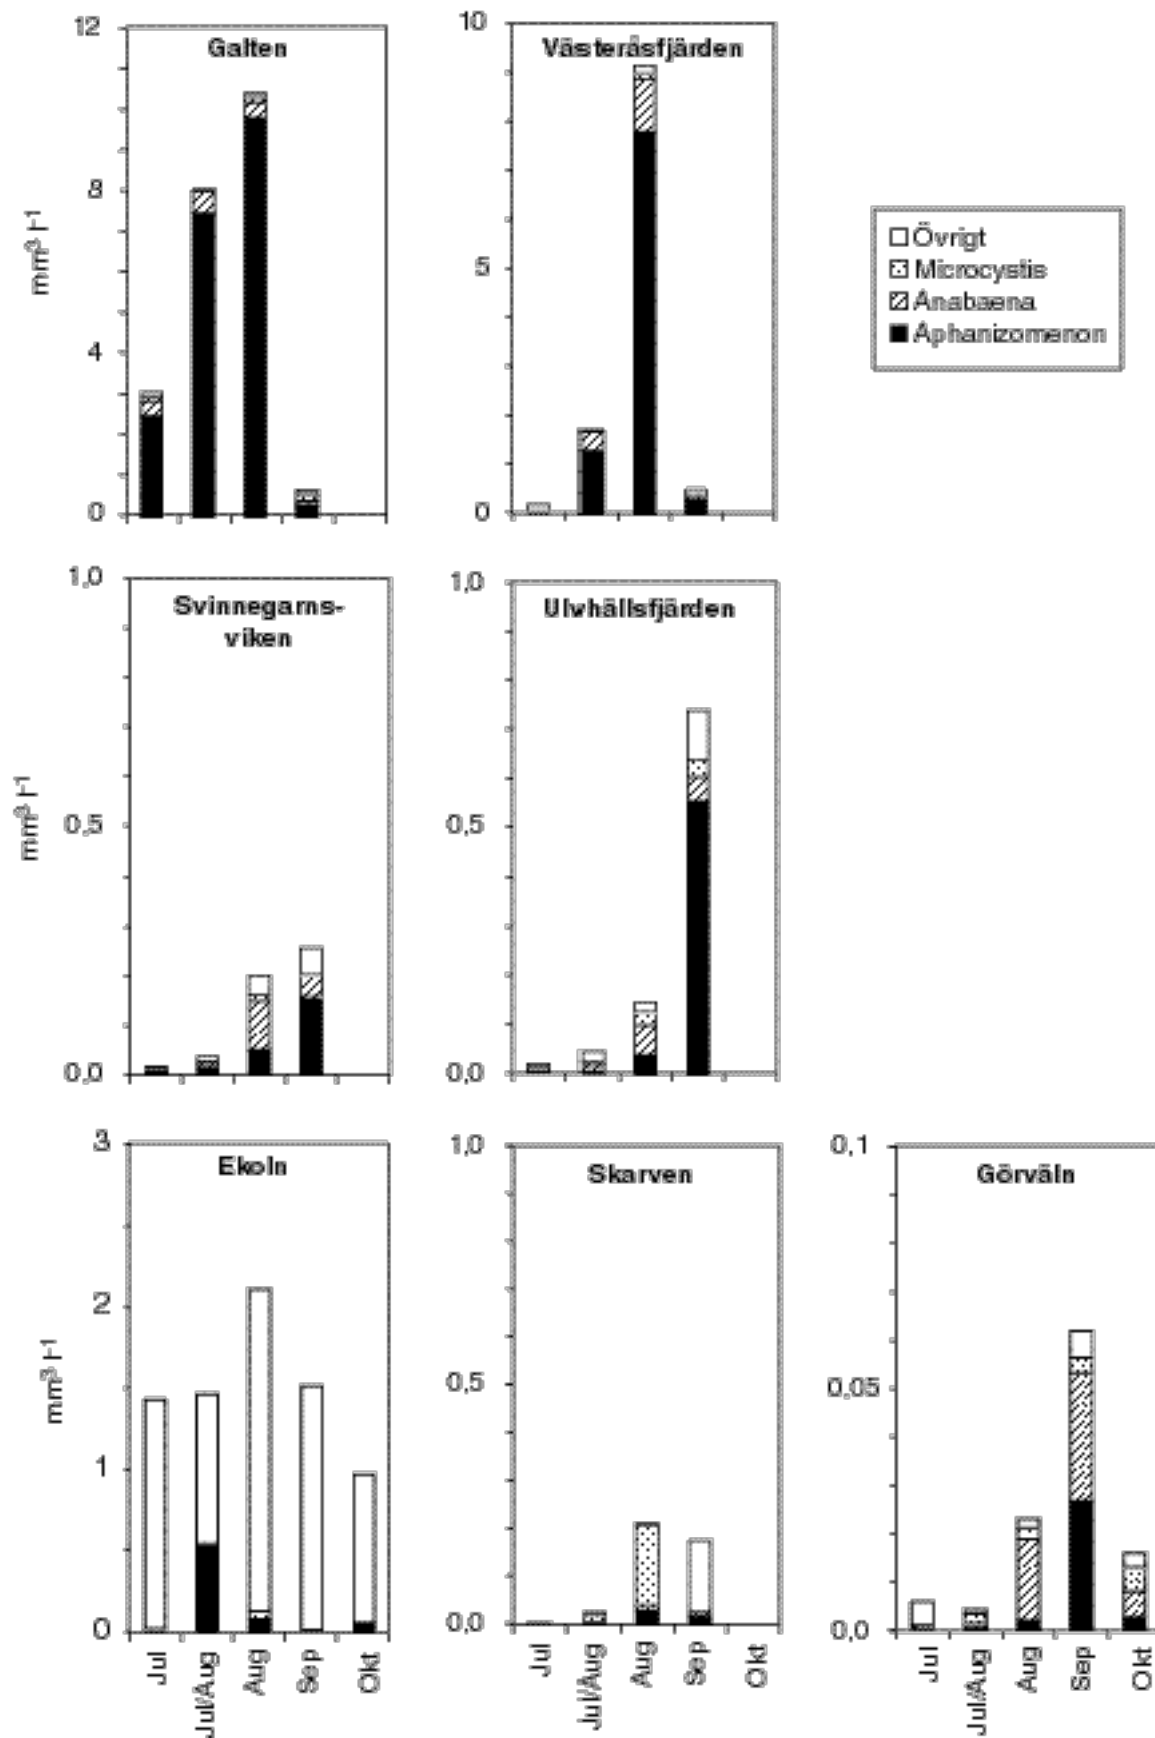 Galten
12
8
4
0
mm³ l-1
Västeråsfjärden
10
5
0
Övrigt
Microcystis
Anabaena
Aphanizomenon
Svinnegarns-
viken
1,0
0,5
0,0
mm³ l-1
Ulvhällsfjärden
1,0
0,5
0,0
Ekoln
3
2
1
0
mm³ l-1
Jul
Jul/Aug
Aug
Sep
Okt
Skarven
1,0
0,5
0,0
Jul
Jul/Aug
Aug
Sep
Okt
Görväln
0,1
0,05
0,0
Jul
Jul/Aug
Aug
Sep
Okt